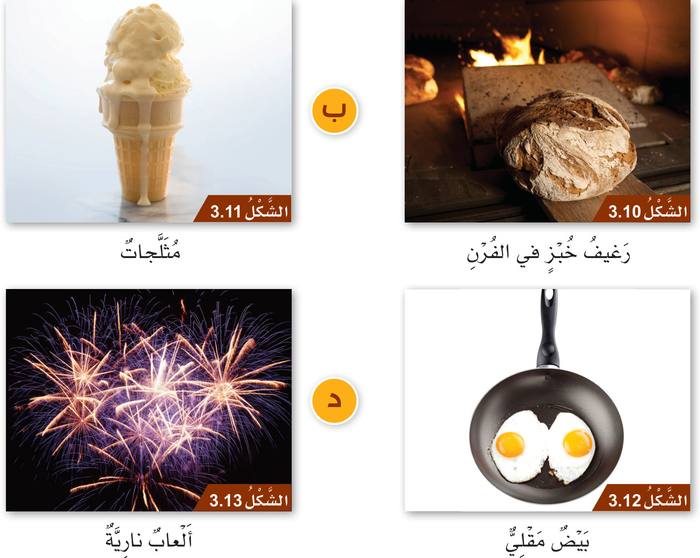 الشَّكْلُ 3.10
رَغيفُ خُبْزٍ في الفُرْنِ
ب
الشَّكْلُ 3.11
مُثَلَّجاتٌ
الشَّكْلُ 3.12
بَيْضٌ مَقْلِيٌّ
د
الشَّكْلُ 3.13
أَلْعابٌ نارِيَّةٌ